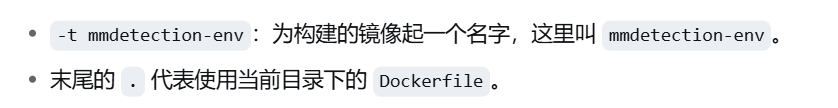 • -t mmdetection-env：为构建的镜像起一个名字，这里叫 mmdetection-env。
• 末尾的 . 代表使用当前目录下的 Dockerfile。